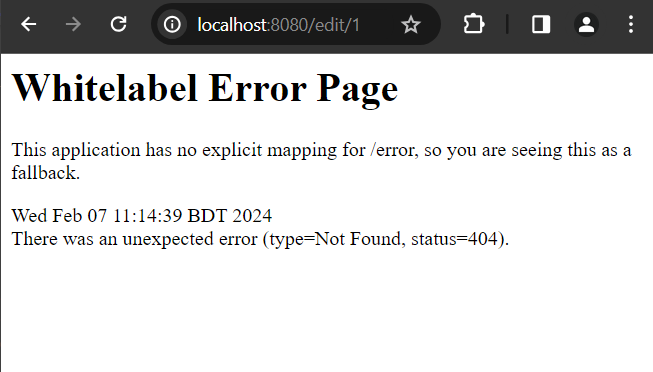 localhost:8080/edit/1
Whitelabel Error Page
This application has no explicit mapping for /error, so you are seeing this as a
fallback.
Wed Feb 07 11:14:39 BDT 2024
There was an unexpected error (type=Not Found, status=404).